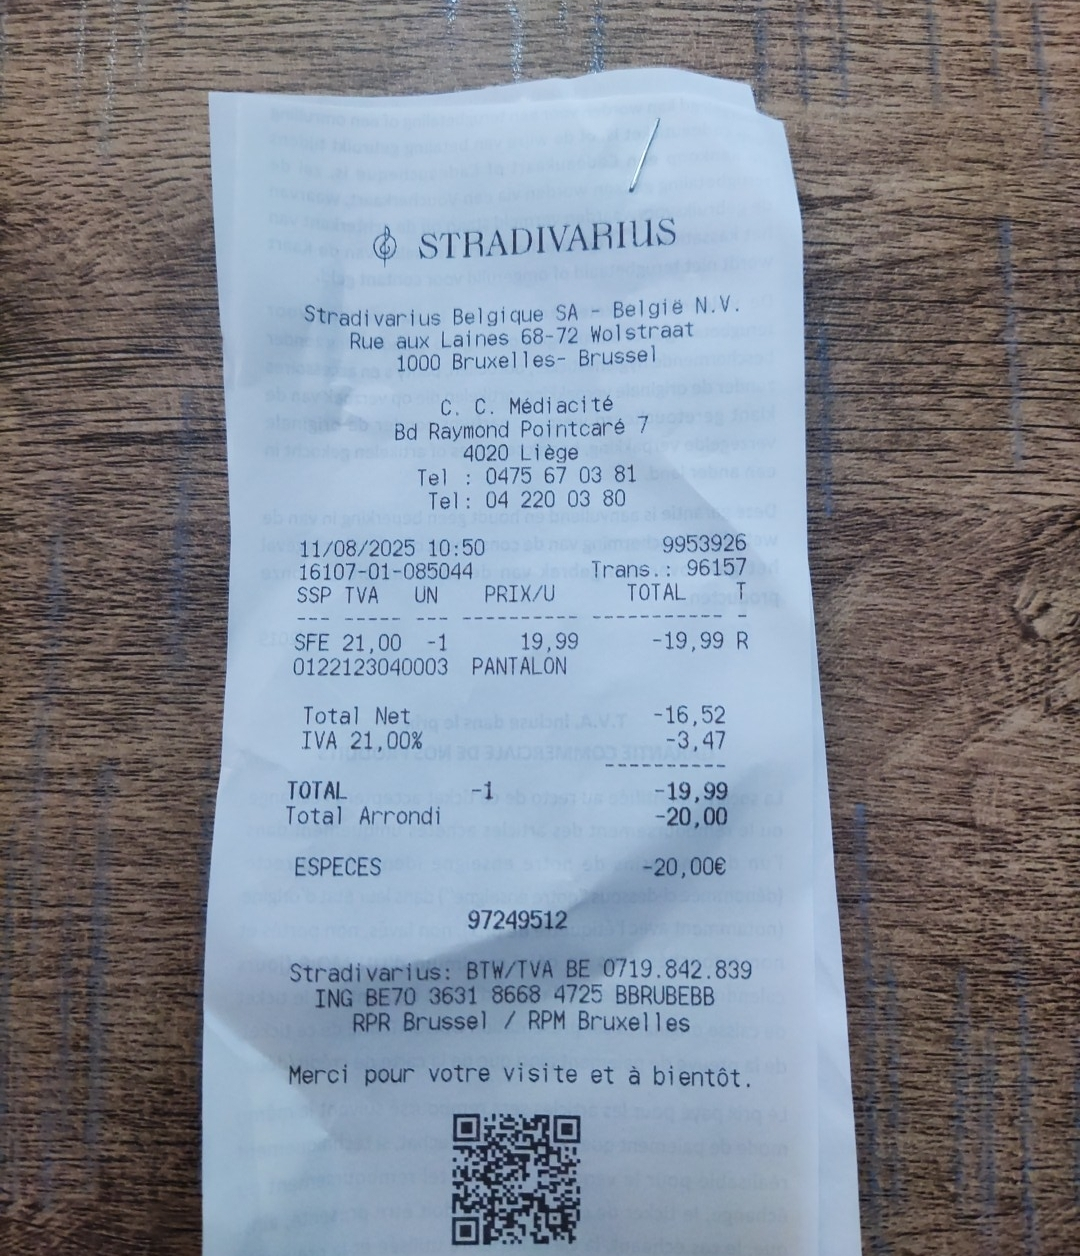 STRADIVARIUS
Stradivarius Belgique SA - België N.V.
Rue aux Laines 68-72 Wolstraat
1000 Bruxelles- Brussel
C. C. Médiacité
Bd Raymond Pointcaré 7
4020 Liège
Tel : 0475 67 03 81
Tel: 04 220 03 80
11/08/2025 10:50 9953926
16107-01-085044 Trans.: 96157
SSP TVA UN PRIX/U TOTAL T
--- ----- --- --------- ------------ -
SFE 21,00 -1 19,99 -19,99 R
0122123040003 PANTALON
Total Net -16,52
IVA 21,00% -3,47
----------
TOTAL -1 -19,99
Total Arrondi -20,00
ESPECES -20,00€
97249512
Stradivarius: BTW/TVA BE 0719.842.839
ING BE70 3631 8668 4725 BBRUBEBB
RPR Brussel / RPM Bruxelles
Merci pour votre visite et à bientôt.